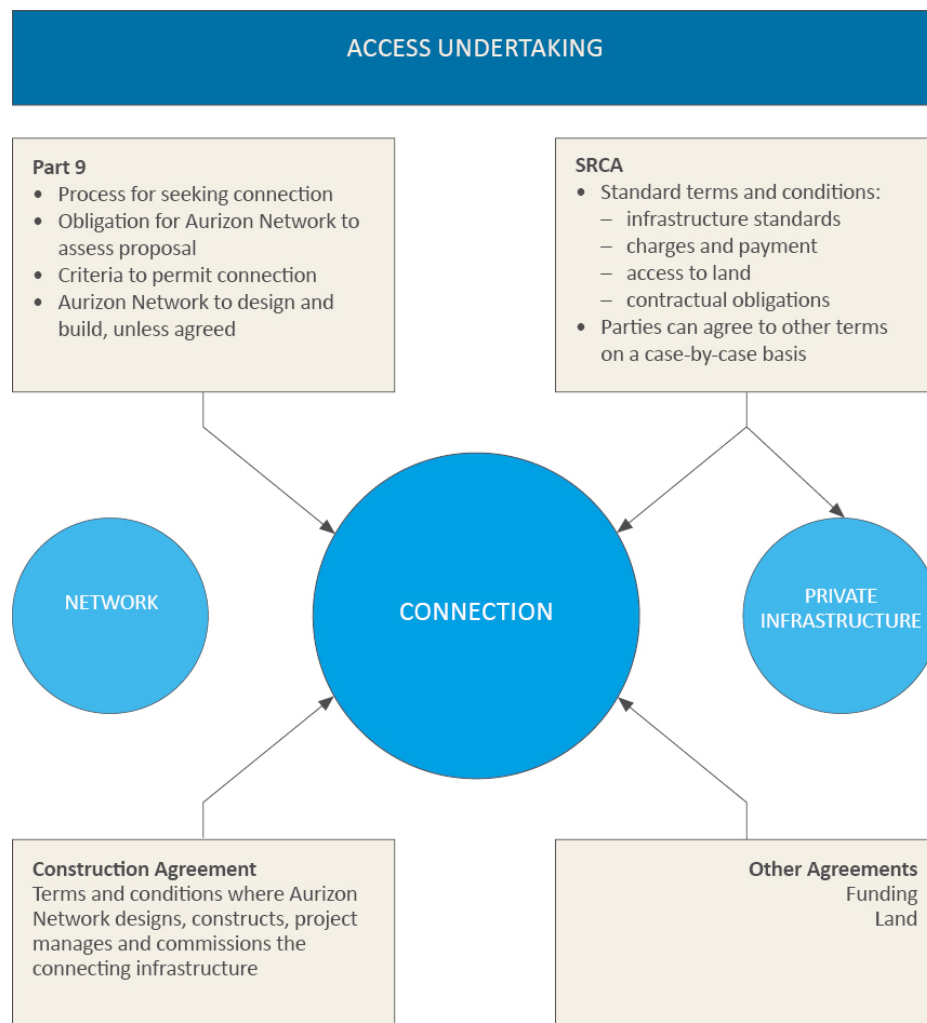 ACCESS UNDERTAKING
Part 9
• Process for seeking connection
• Obligation for Aurizon Network to
assess proposal
• Criteria to permit connection
• Aurizon Network to design and
build, unless agreed
SRCA
• Standard terms and conditions:
– infrastructure standards
– charges and payment
– access to land
– contractual obligations
• Parties can agree to other terms
on a case-by-case basis
NETWORK
CONNECTION
PRIVATE
INFRASTRUCTURE
Construction Agreement
Terms and conditions where Aurizon
Network designs, constructs, project
manages and commissions the
connecting infrastructure
Other Agreements
Funding
Land